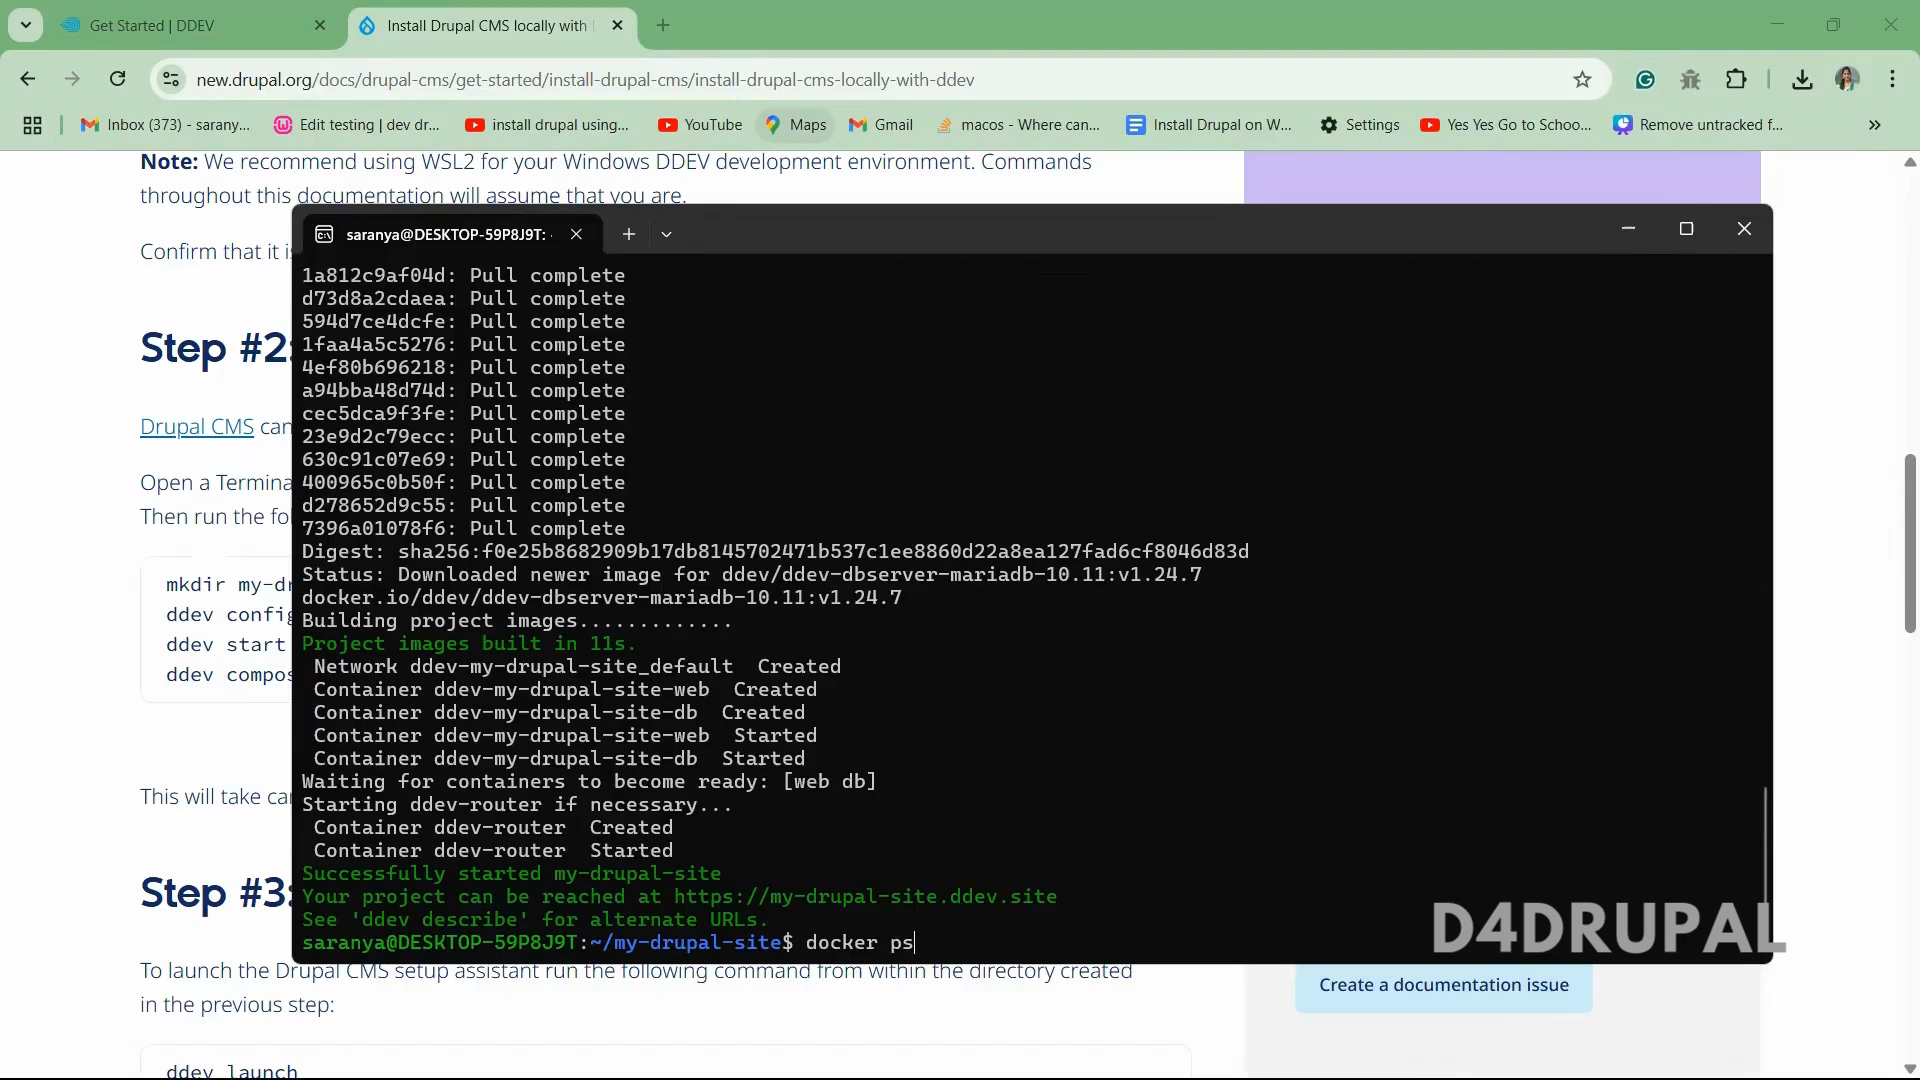 Get Started | DDEV
Install Drupal CMS locally with
new.drupal.org/docs/drupal-cms/get-started/install-drupal-cms/install-drupal-cms-locally-with-ddev
Inbox (373) - sarany...
Edit testing | dev dr...
install drupal using...
YouTube
Maps
Gmail
macos - Where can...
Install Drupal on W...
Settings
Yes Yes Go to Schoo...
Remove untracked f...
Note: We recommend using WSL2 for your Windows DDEV development environment. Commands
throughout this documentation will assume that you are.
Confirm that it is
Step #2:
Drupal CMS can
Open a Termina
Then run the fo
mkdir my-dr
ddev config
ddev start
ddev compos
This will take car
Step #3:
saranya@DESKTOP-59P8J9T:
1a812c9af04d: Pull complete
d73d8a2cdaea: Pull complete
594d7ce4dcfe: Pull complete
1faa4a5c5276: Pull complete
4ef80b696218: Pull complete
a94bba48d74d: Pull complete
cec5dca9f3fe: Pull complete
23e9d2c79ecc: Pull complete
630c91c07e69: Pull complete
400965c0b50f: Pull complete
d278652d9c55: Pull complete
7396a01078f6: Pull complete
Digest: sha256:f0e25b8682909b17db8145702471b537c1ee8860d22a8ea127fad6cf8046d83d
Status: Downloaded newer image for ddev/ddev-dbserver-mariadb-10.11:v1.24.7
docker.io/ddev/ddev-dbserver-mariadb-10.11:v1.24.7
Building project images.............
Project images built in 11s.
Network ddev-my-drupal-site_default  Created
Container ddev-my-drupal-site-web  Created
Container ddev-my-drupal-site-db  Created
Container ddev-my-drupal-site-web  Started
Container ddev-my-drupal-site-db  Started
Waiting for containers to become ready: [web db]
Starting ddev-router if necessary...
Container ddev-router  Created
Container ddev-router  Started
Successfully started my-drupal-site
Your project can be reached at https://my-drupal-site.ddev.site
See 'ddev describe' for alternate URLs.
saranya@DESKTOP-59P8J9T:~/my-drupal-site$ docker ps
D4DRUPAL
To launch the Drupal CMS setup assistant run the following command from within the directory created
in the previous step:
Create a documentation issue
ddev launch